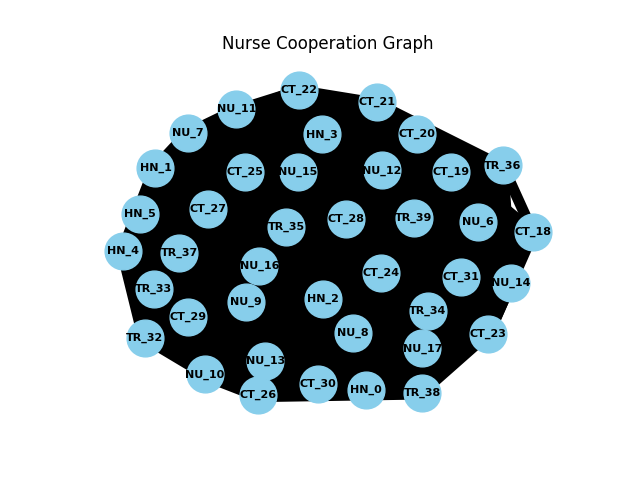 Nurse Cooperation Graph
CT_22
CT_21
NU_11
NU_7
HN_3
CT_20
HN_1
CT_25
NU_15
NU_12
CT_19
TR_36
HN_5
CT_27
TR_35
CT_28
TR_39
NU_6
CT_18
HN_4
TR_37
NU_16
CT_24
CT_31
NU_14
TR_33
CT_29
NU_9
HN_2
TR_34
TR_32
NU_8
CT_23
NU_17
NU_10
NU_13
CT_26
CT_30
HN_0
TR_38